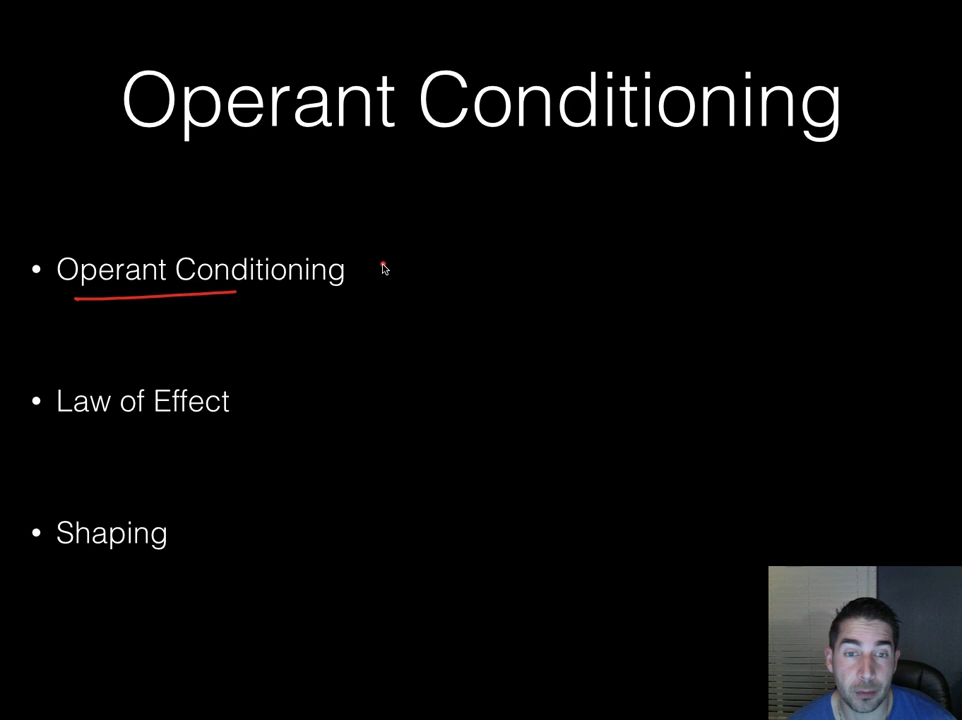 Operant Conditioning
• Operant Conditioning
• Law of Effect
• Shaping